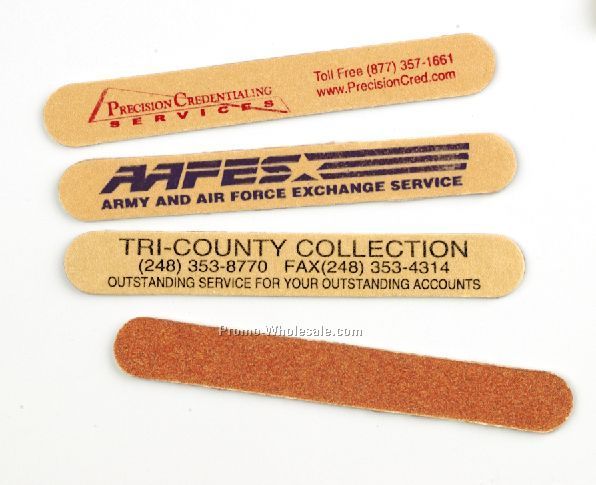 PRECISION CREDENTIALING
SERVICES
Toll Free (877) 357-1661
www.PrecisionCred.com
AAFES
ARMY AND AIR FORCE EXCHANGE SERVICE
TRI-COUNTY COLLECTION
(248) 353-8770 FAX(248) 353-4314
OUTSTANDING SERVICE FOR YOUR OUTSTANDING ACCOUNTS
Promo-Wholesale.com